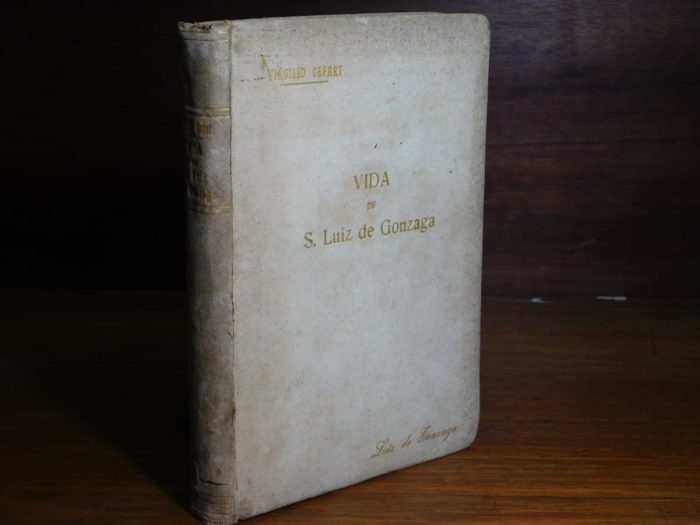 VIRGILIO CEPARI
VIDA
DE
S. Luiz de Gonzaga
Luiz de Gonzaga